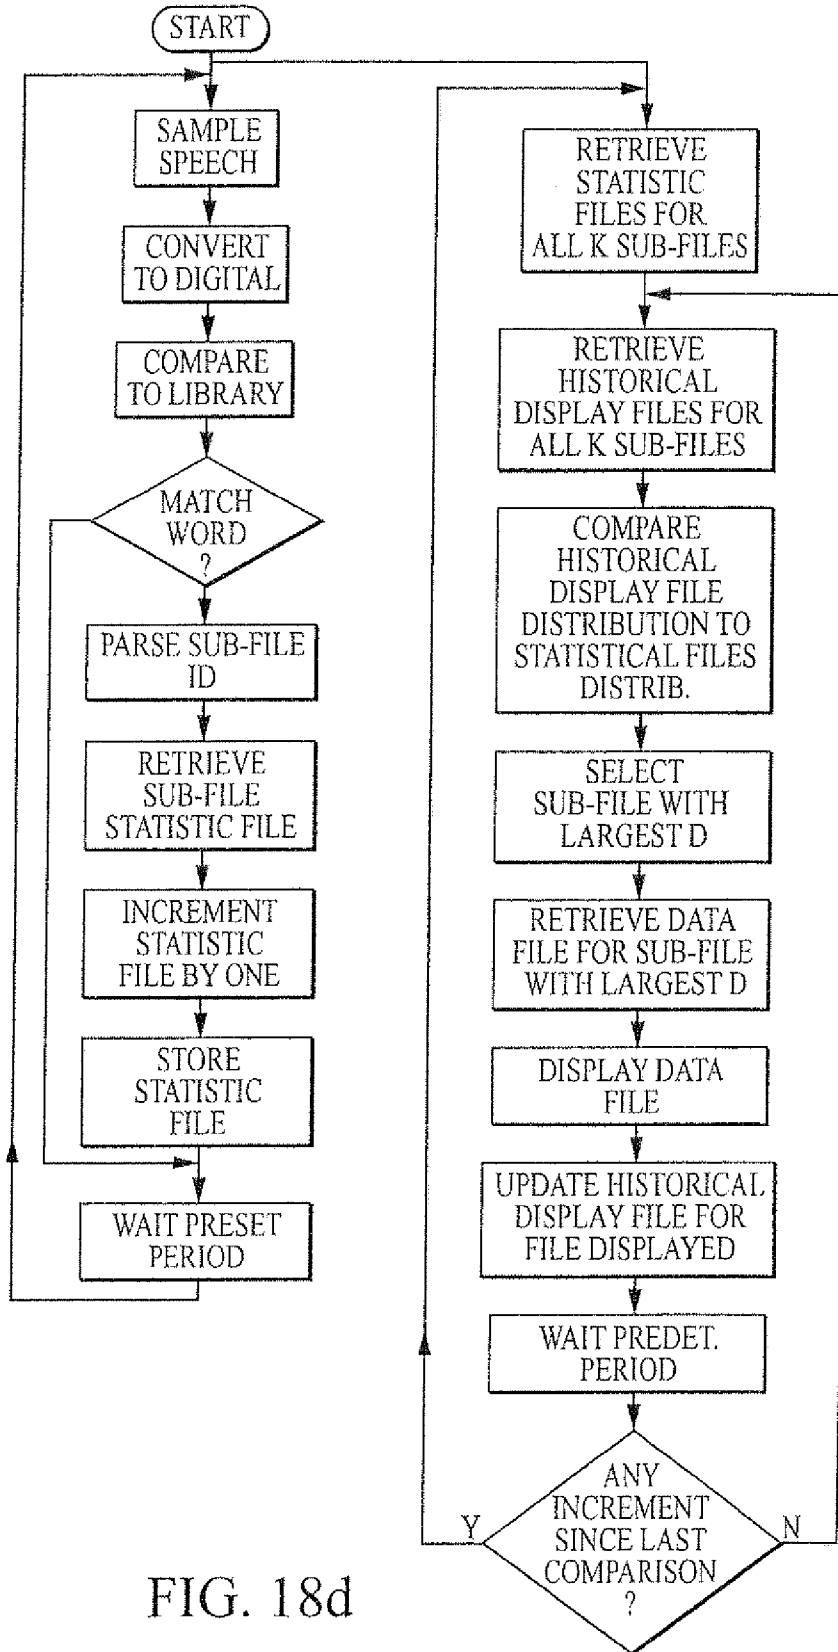 START
SAMPLE
SPEECH
CONVERT
TO DIGITAL
COMPARE
TO LIBRARY
MATCH
WORD
?
PARSE SUB-FILE
ID
RETRIEVE
SUB-FILE
STATISTIC FILE
INCREMENT
STATISTIC
FILE BY ONE
STORE
STATISTIC
FILE
WAIT PRESET
PERIOD
RETRIEVE
STATISTIC
FILES FOR
ALL K SUB-FILES
RETRIEVE
HISTORICAL
DISPLAY FILES FOR
ALL K SUB-FILES
COMPARE
HISTORICAL
DISPLAY FILE
DISTRIBUTION TO
STATISTICAL FILES
DISTRIB.
SELECT
SUB-FILE WITH
LARGEST D
RETRIEVE DATA
FILE FOR SUB-FILE
WITH LARGEST D
DISPLAY DATA
FILE
UPDATE HISTORICAL
DISPLAY FILE FOR
FILE DISPLAYED
WAIT PREDET.
PERIOD
ANY
INCREMENT
SINCE LAST
COMPARISON
?
Y
N
FIG. 18d